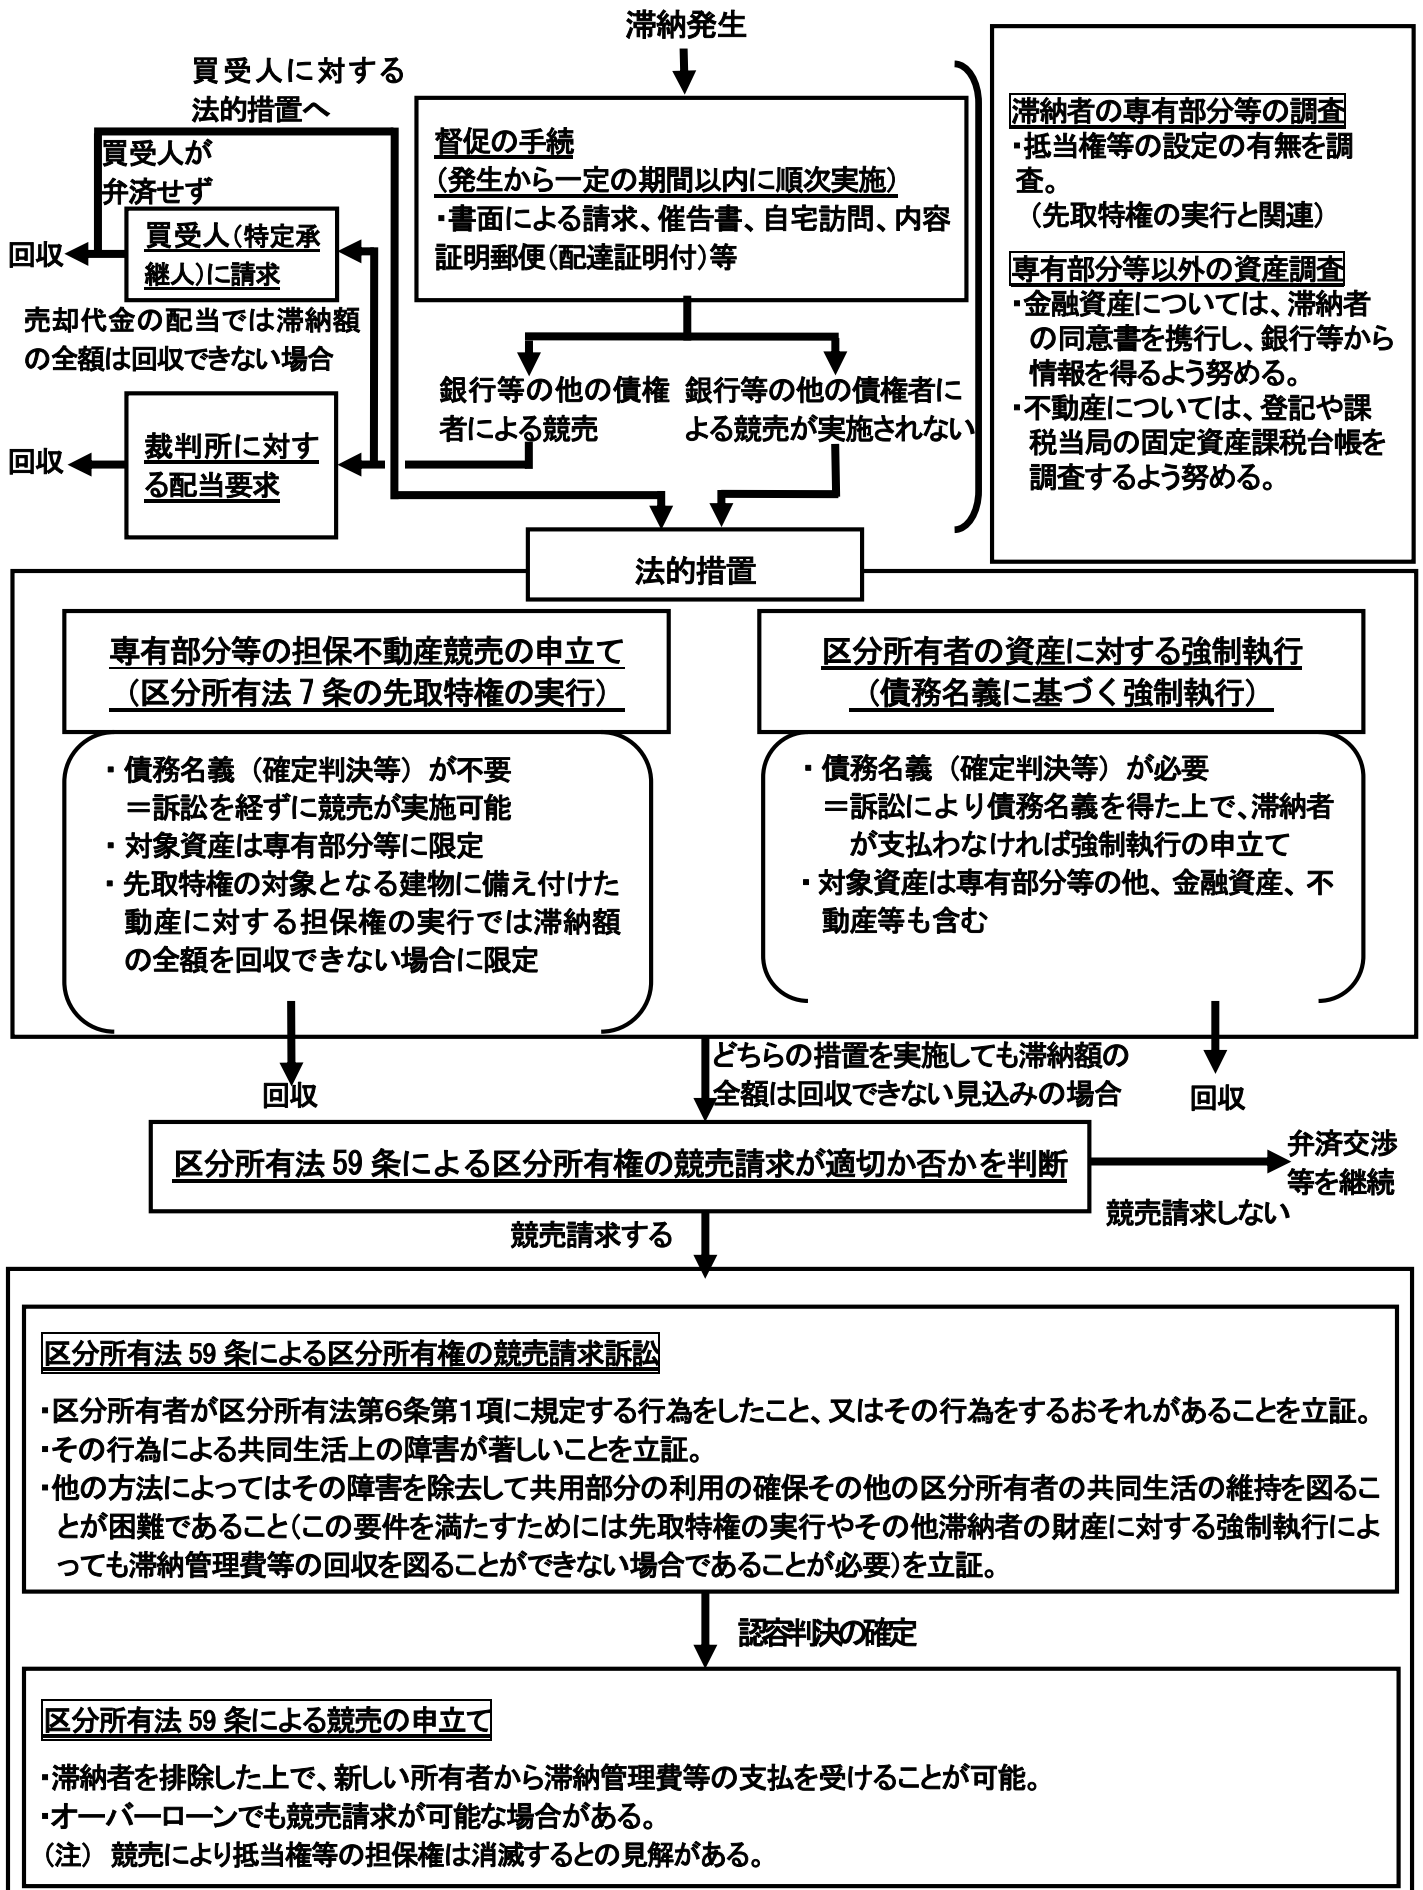 滞納発生
買受人に対する
法的措置へ
買受人が
弁済せず
回収
買受人（特定承
継人）に請求
売却代金の配当では滞納額
の全額は回収できない場合
回収
裁判所に対す
る配当要求
督促の手続
（発生から一定の期間以内に順次実施）
・書面による請求、催告書、自宅訪問、内容
証明郵便（配達証明付）等
銀行等の他の債権
者による競売
銀行等の他の債権者に
よる競売が実施されない
滞納者の専有部分等の調査
・抵当権等の設定の有無を調
査。
（先取特権の実行と関連）
専有部分等以外の資産調査
・金融資産については、滞納者
の同意書を携行し、銀行等から
情報を得るよう努める。
・不動産については、登記や課
税当局の固定資産課税台帳を
調査するよう努める。
法的措置
専有部分等の担保不動産競売の申立て
（区分所有法７条の先取特権の実行）
・債務名義（確定判決等）が不要
＝訴訟を経ずに競売が実施可能
・対象資産は専有部分等に限定
・先取特権の対象となる建物に備え付けた
動産に対する担保権の実行では滞納額
の全額を回収できない場合に限定
区分所有者の資産に対する強制執行
（債務名義に基づく強制執行）
・債務名義（確定判決等）が必要
＝訴訟により債務名義を得た上で、滞納者
が支払わなければ強制執行の申立て
・対象資産は専有部分等の他、金融資産、不
動産等も含む
回収
どちらの措置を実施しても滞納額の
全額は回収できない見込みの場合
回収
区分所有法 59 条による区分所有権の競売請求が適切か否かを判断
弁済交渉
等を継続
競売請求しない
競売請求する
区分所有法 59 条による区分所有権の競売請求訴訟
・区分所有者が区分所有法第６条第１項に規定する行為をしたこと、又はその行為をするおそれがあることを立証。
・その行為による共同生活上の障害が著しいことを立証。
・他の方法によってはその障害を除去して共用部分の利用の確保その他の区分所有者の共同生活の維持を図るこ
とが困難であること（この要件を満たすためには先取特権の実行やその他滞納者の財産に対する強制執行によ
っても滞納管理費等の回収を図ることができない場合であることが必要）を立証。
認容判決の確定
区分所有法 59 条による競売の申立て
・滞納者を排除した上で、新しい所有者から滞納管理費等の支払を受けることが可能。
・オーバーローンでも競売請求が可能な場合がある。
（注） 競売により抵当権等の担保権は消滅するとの見解がある。